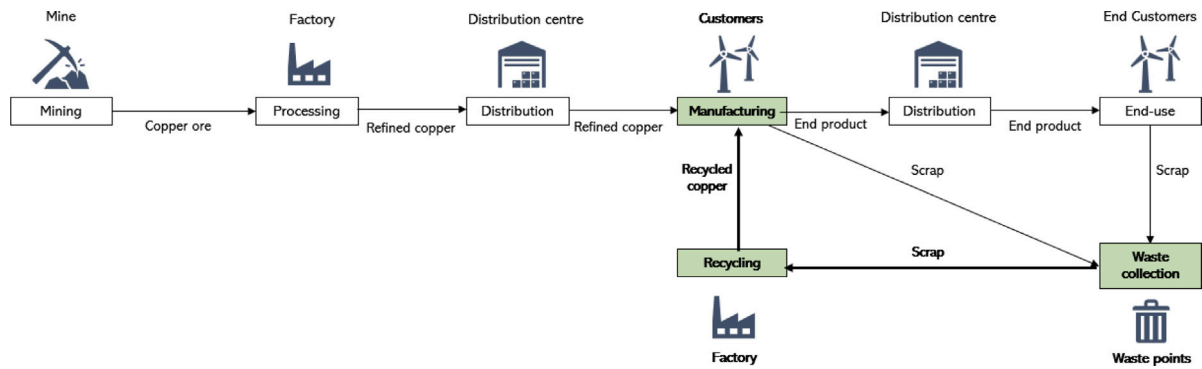 Mine
Factory
Distribution centre
Customers
Distribution centre
End Customers
Mining
Processing
Distribution
Manufacturing
Distribution
End-use
Copper ore
Refined copper
Refined copper
End product
End product
Recycled
copper
Scrap
Scrap
Recycling
Scrap
Waste
collection
Factory
Waste points